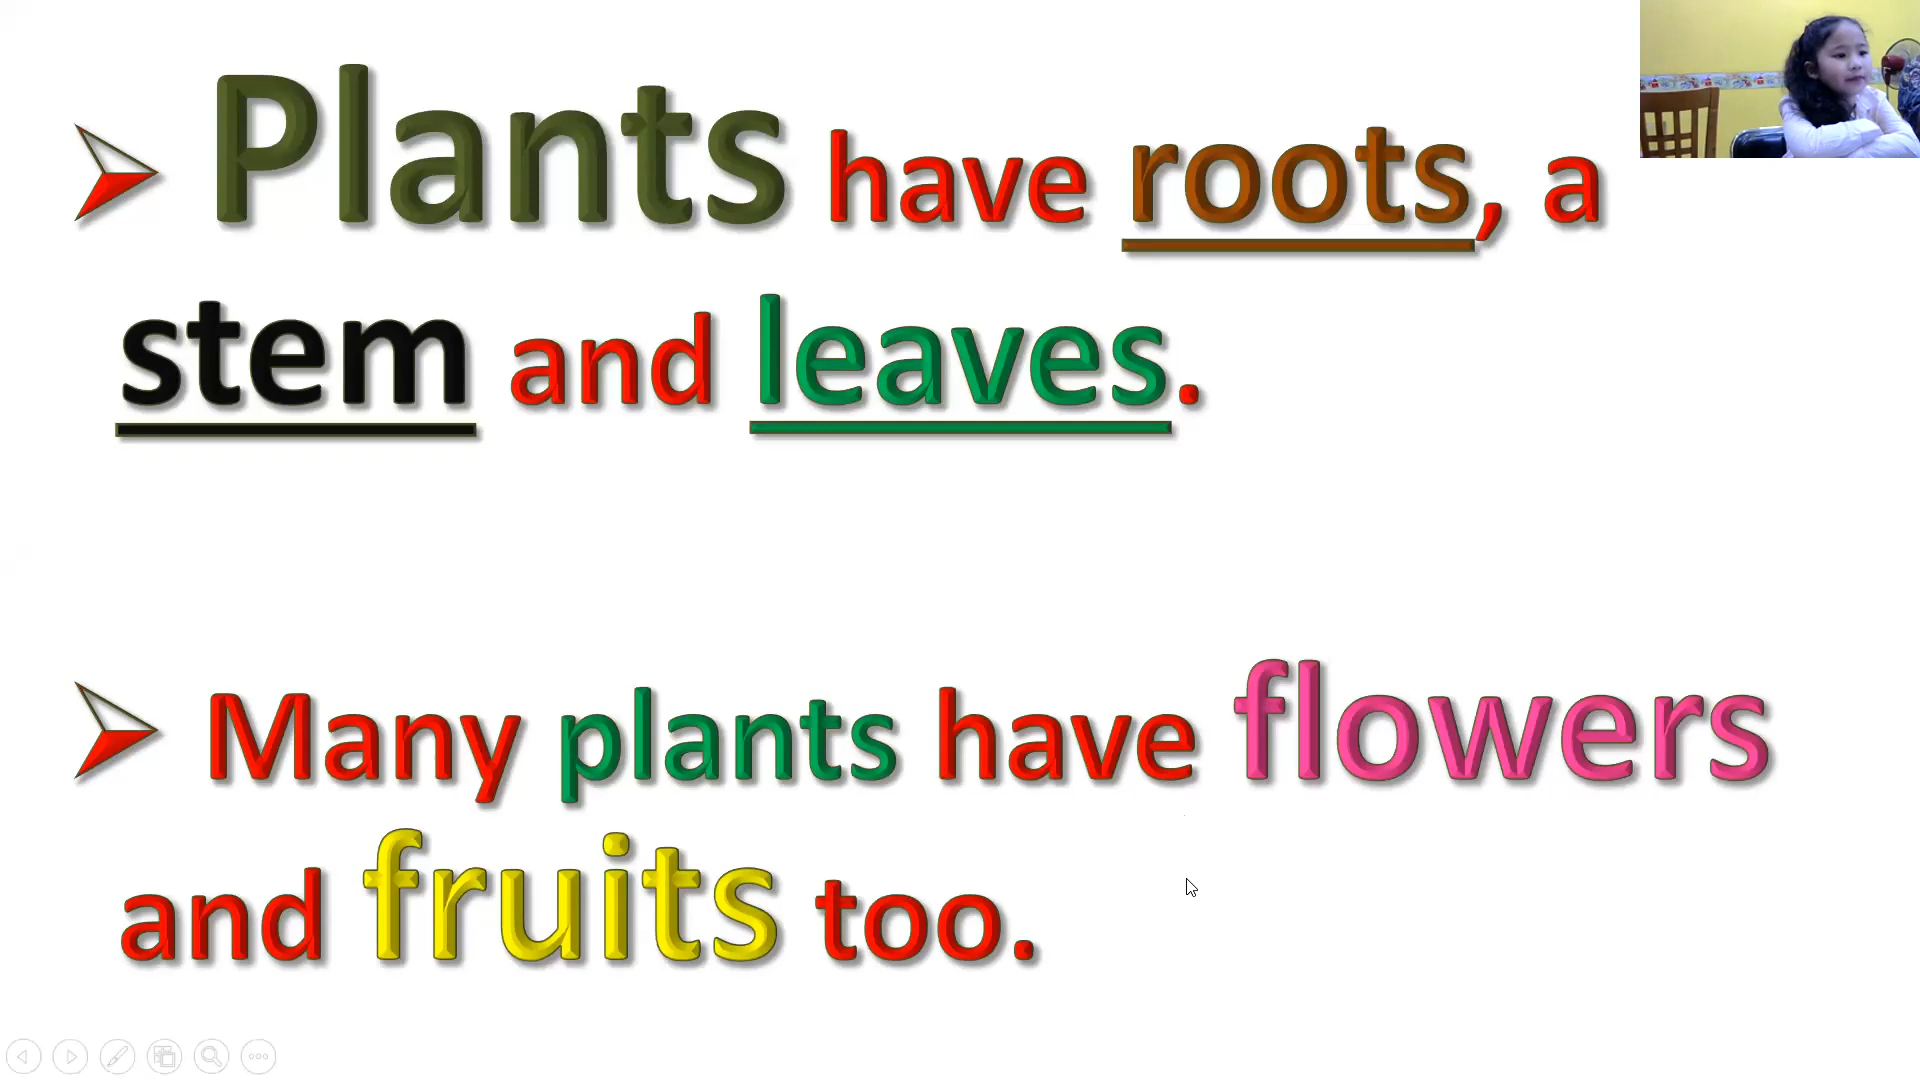 Plants have roots, a
stem and leaves.
Many plants have flowers
and fruits too.